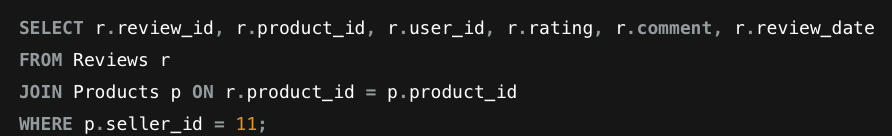 SELECT r.review_id, r.product_id, r.user_id, r.rating, r.comment, r.review_date
FROM Reviews r
JOIN Products p ON r.product_id = p.product_id
WHERE p.seller_id = 11;